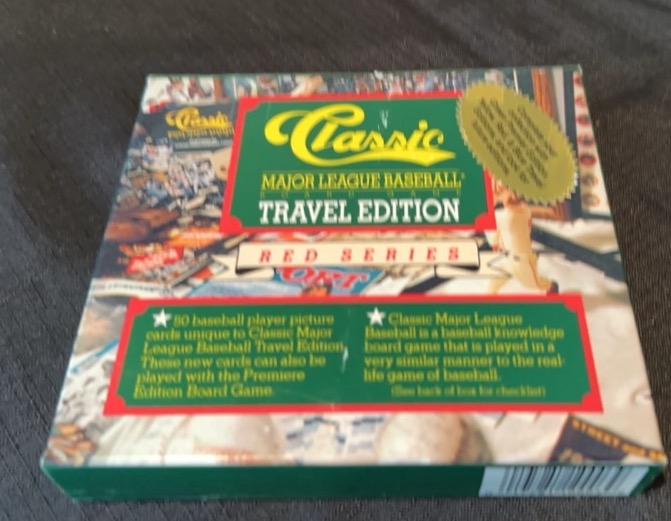 Classic
Classic
MAJOR LEAGUE BASEBALL
BOARD GAME
TRAVEL EDITION
RED SERIES
50 baseball player picture
cards unique to Classic Major
League Baseball Travel Edition.
These new cards can also be
played with the Premiere
Edition Board Game.
Classic Major League
Baseball is a baseball knowledge
board game that is played in a
very similar manner to the real-
life game of baseball.
(See back of box for checklist)